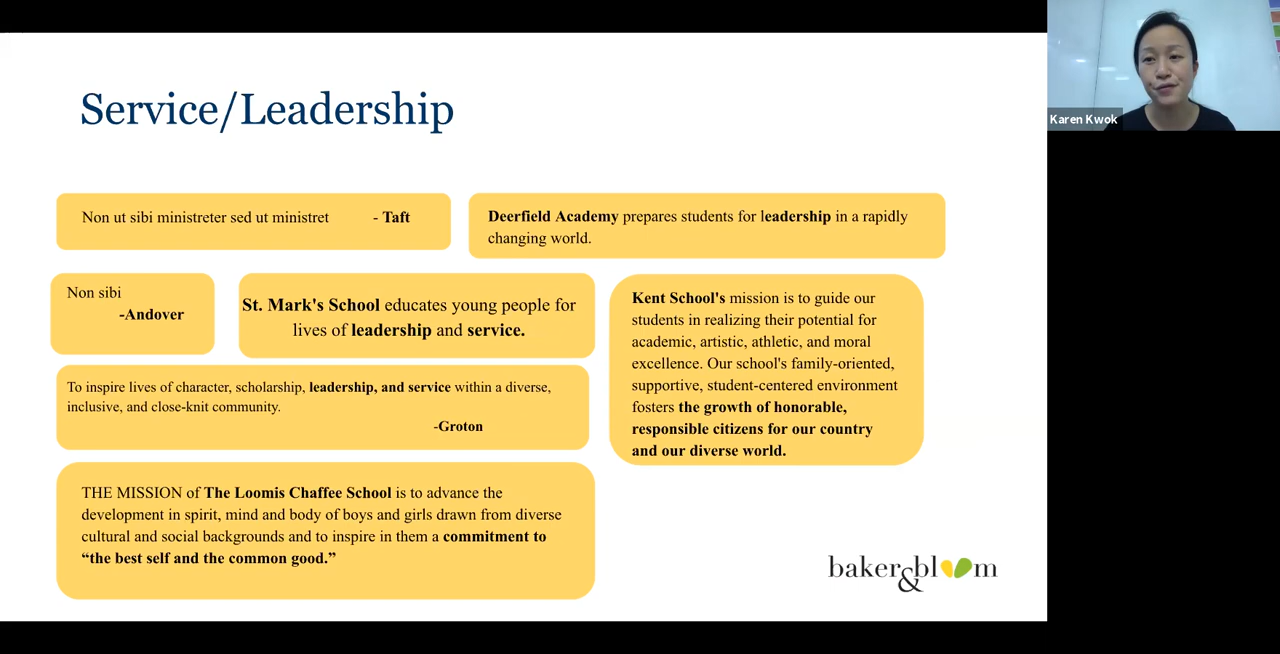 Service/Leadership
Non ut sibi ministreter sed ut ministret - Taft
Deerfield Academy prepares students for leadership in a rapidly
changing world.
Non sibi
-Andover
St. Mark's School educates young people for
lives of leadership and service.
Kent School's mission is to guide our
students in realizing their potential for
academic, artistic, athletic, and moral
excellence. Our school's family-oriented,
supportive, student-centered environment
fosters the growth of honorable,
responsible citizens for our country
and our diverse world.
To inspire lives of character, scholarship, leadership, and service within a diverse,
inclusive, and close-knit community.
-Groton
THE MISSION of The Loomis Chaffee School is to advance the
development in spirit, mind and body of boys and girls drawn from diverse
cultural and social backgrounds and to inspire in them a commitment to
“the best self and the common good.”
baker&bloom
Karen Kwok